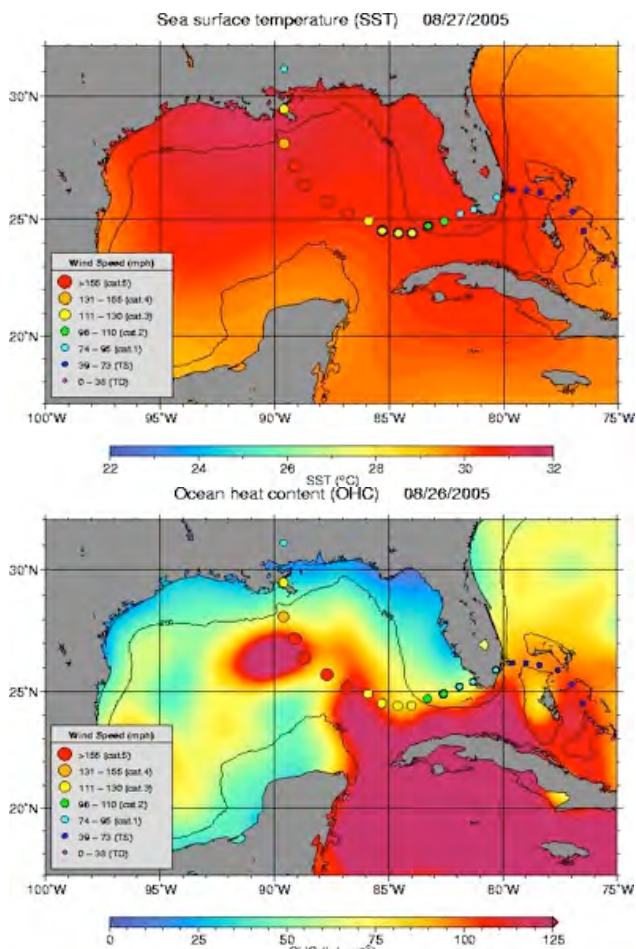 Sea surface temperature (SST) 08/27/2005
30°N
25°N
20°N
Wind Speed (mph)
>155 (cat.5)
131 – 155 (cat.4)
111 – 130 (cat.3)
96 – 110 (cat.2)
74 – 95 (cat.1)
39 – 73 (TS)
0 – 38 (TD)
100°W 95°W 90°W 85°W 80°W 75°W
22 24 26 28 30 32
SST (°C)
Ocean heat content (OHC) 08/26/2005
30°N
25°N
20°N
Wind Speed (mph)
>155 (cat.5)
131 – 155 (cat.4)
111 – 130 (cat.3)
96 – 110 (cat.2)
74 – 95 (cat.1)
39 – 73 (TS)
0 – 38 (TD)
100°W 95°W 90°W 85°W 80°W 75°W
0 25 50 75 100 125